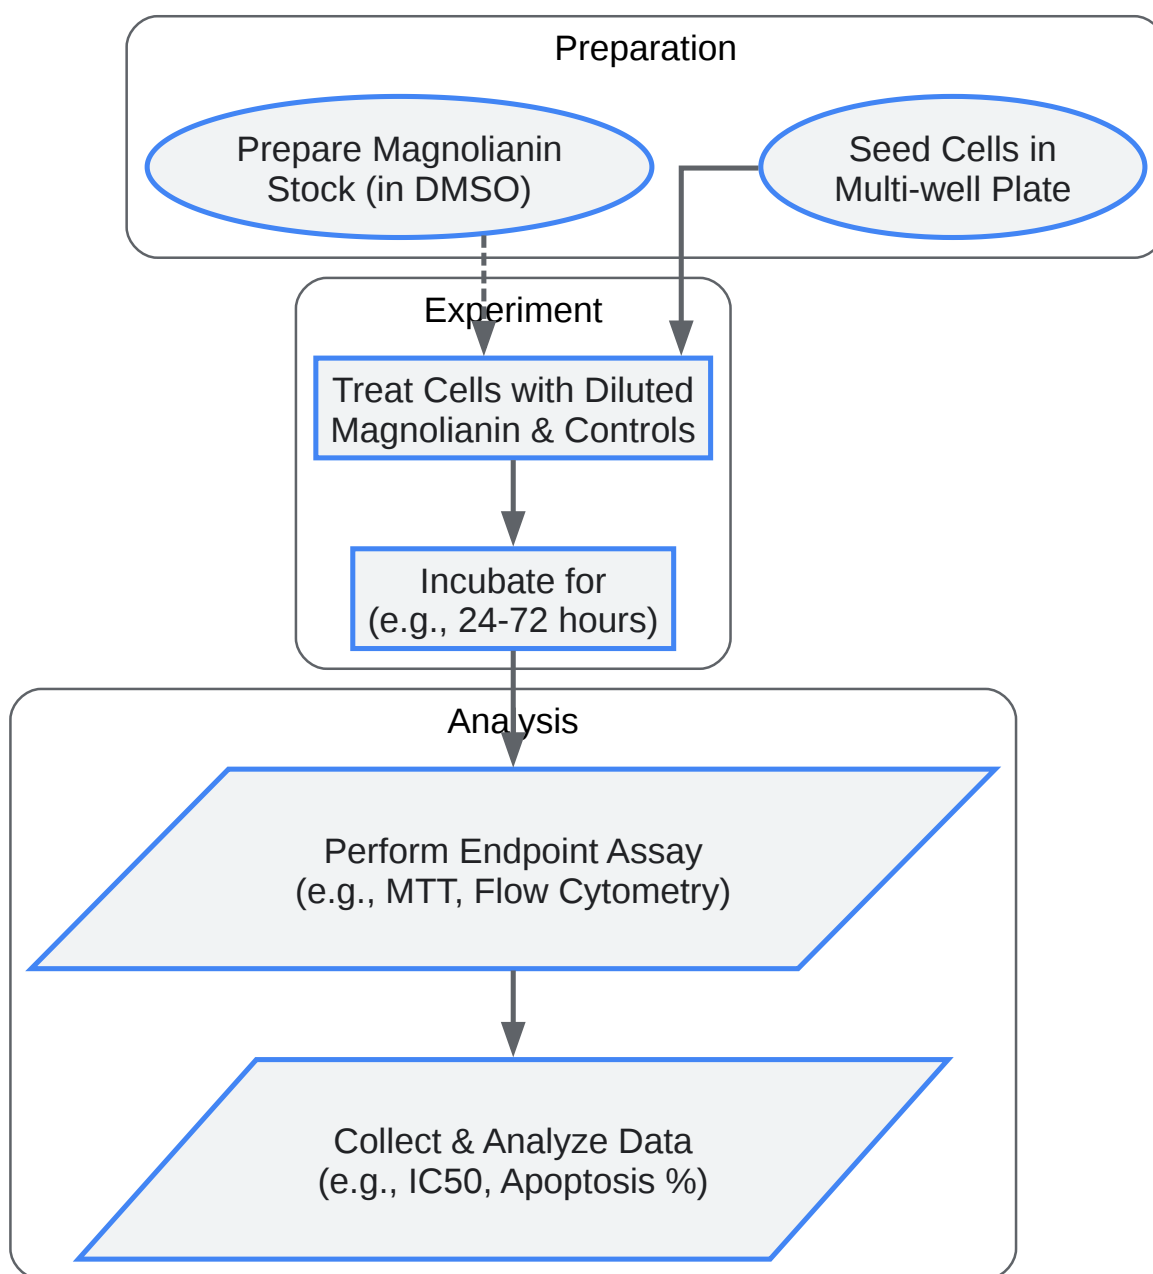 Preparation
Prepare Magnolianin
Stock (in DMSO)
Seed Cells in
Multi-well Plate
Experiment
Treat Cells with Diluted
Magnolianin & Controls
Incubate for
(e.g., 24-72 hours)
Analysis
Perform Endpoint Assay
(e.g., MTT, Flow Cytometry)
Collect & Analyze Data
(e.g., IC50, Apoptosis %)